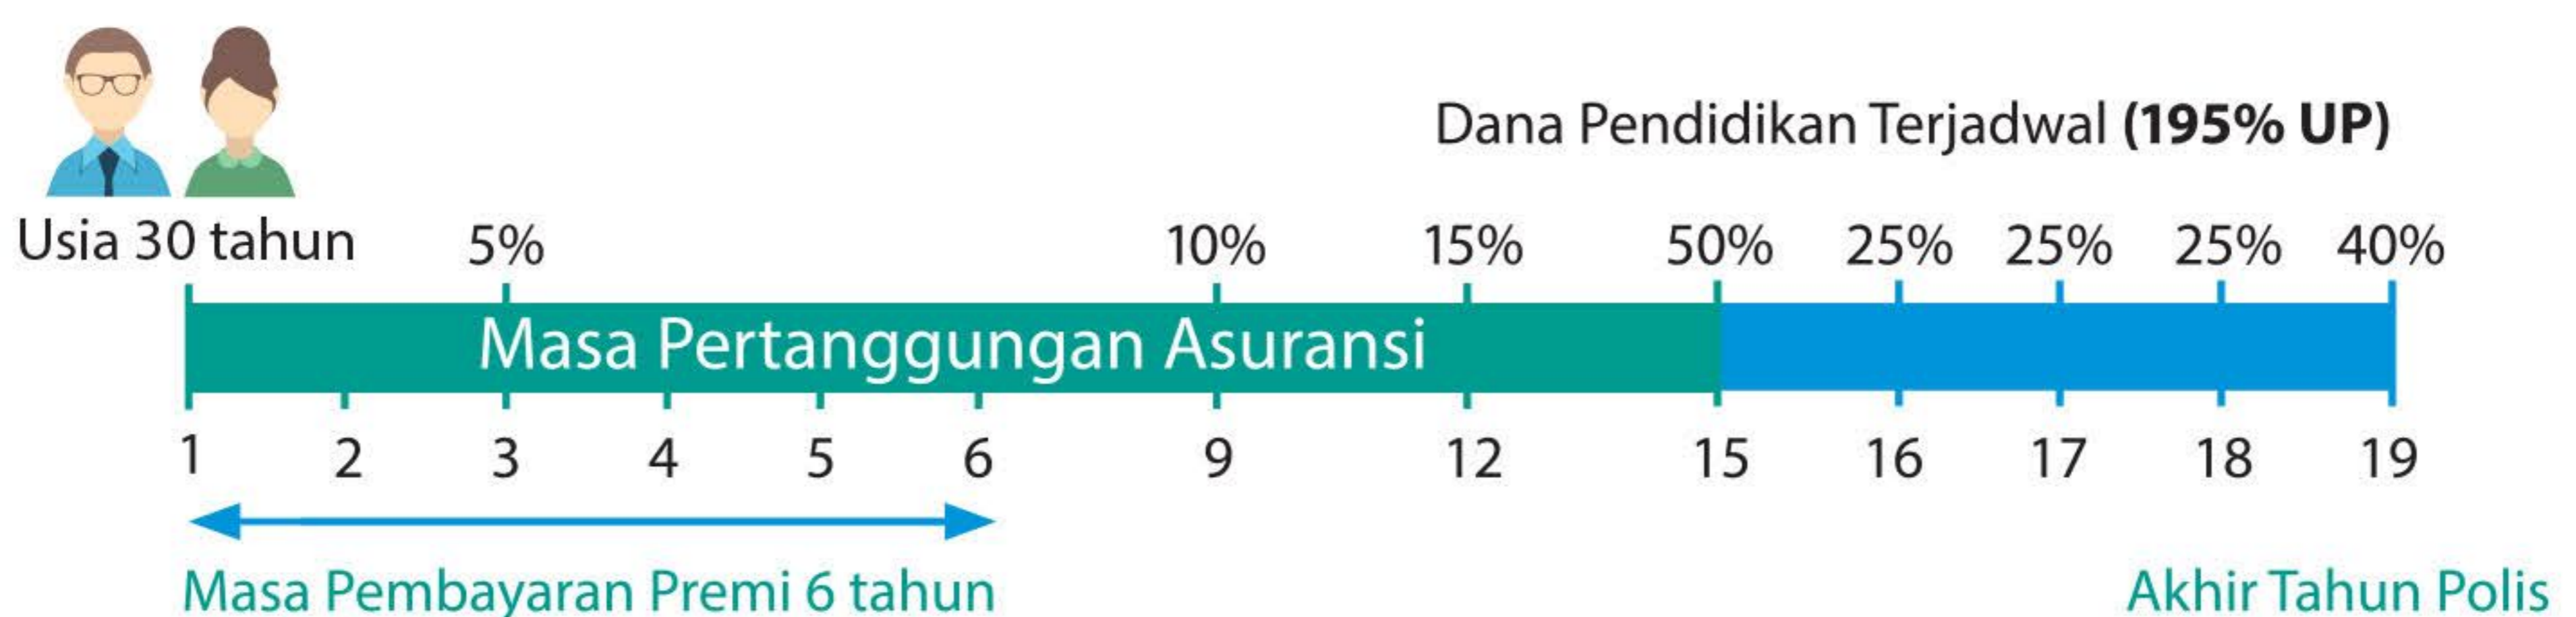 Dana Pendidikan Terjadwal (195% UP)
Usia 30 tahun 5% 10% 15% 50% 25% 25% 25% 40%
Masa Pertanggungan Asuransi
1 2 3 4 5 6 9 12 15 16 17 18 19
Masa Pembayaran Premi 6 tahun Akhir Tahun Polis